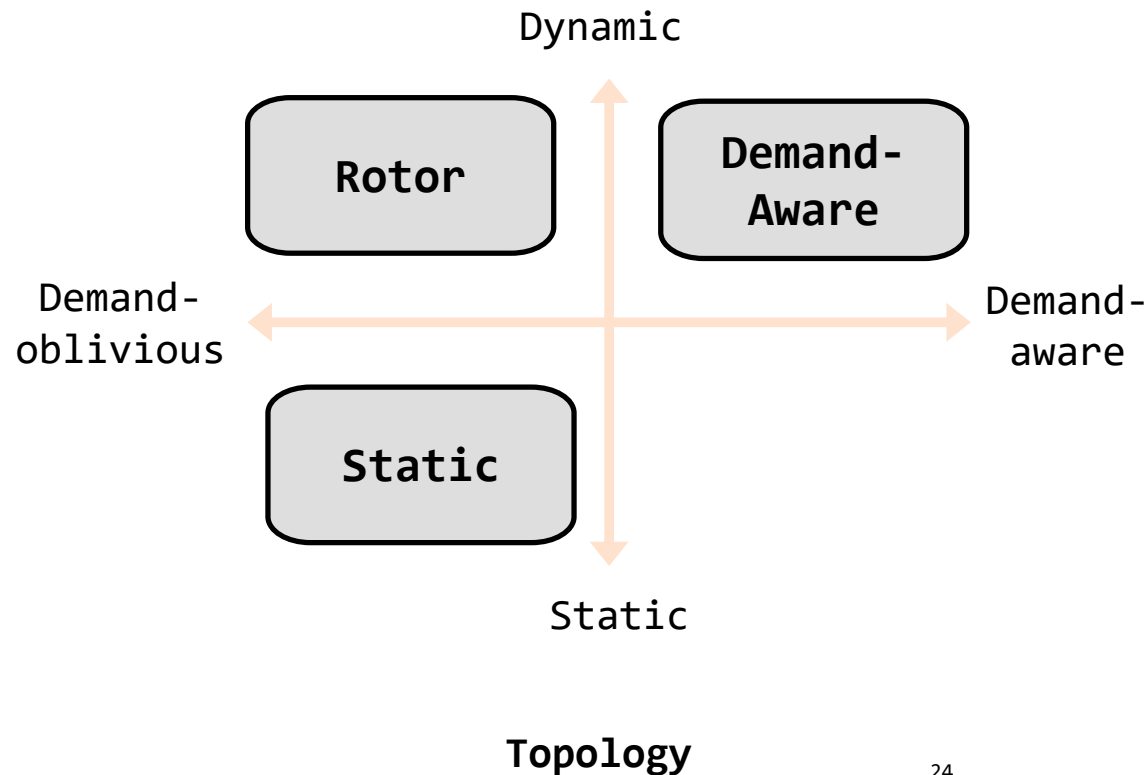 Dynamic
Rotor
Demand-
Aware
Demand-
oblivious
Demand-
aware
Static
Static
Topology
24